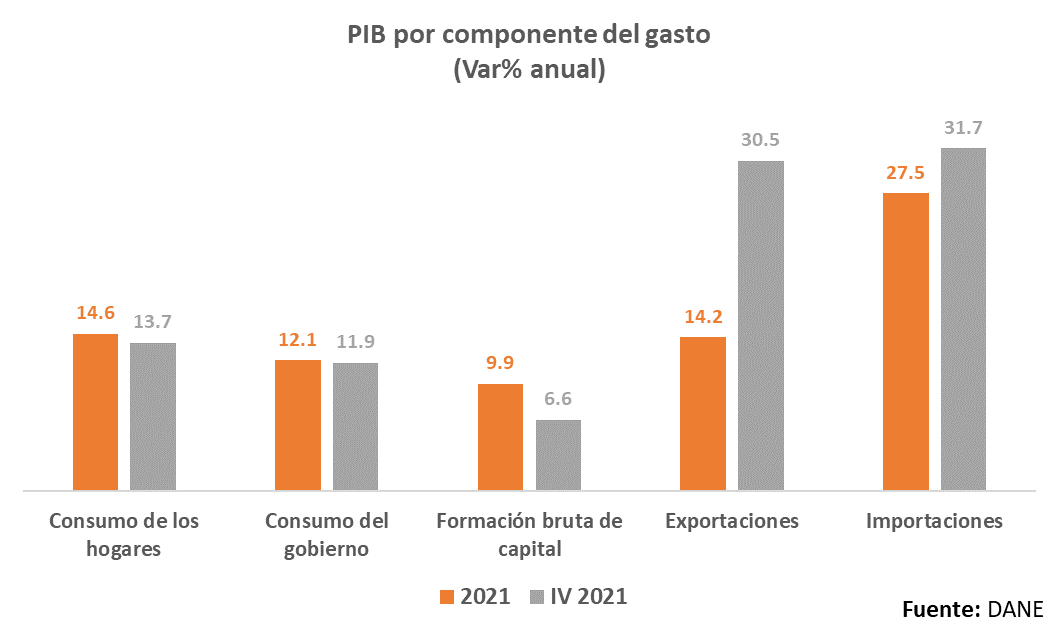 PIB por componente del gasto
(Var% anual)
14.6
13.7
12.1
11.9
9.9
6.6
14.2
30.5
27.5
31.7
Consumo de los
hogares
Consumo del
gobierno
Formación bruta de
capital
Exportaciones
Importaciones
2021
IV 2021
Fuente: DANE